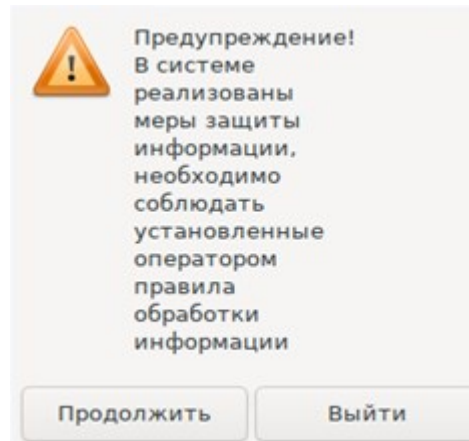 Предупреждение!
В системе
реализованы
меры защиты
информации,
необходимо
соблюдать
установленные
оператором
правила
обработки
информации
Продолжить
Выйти